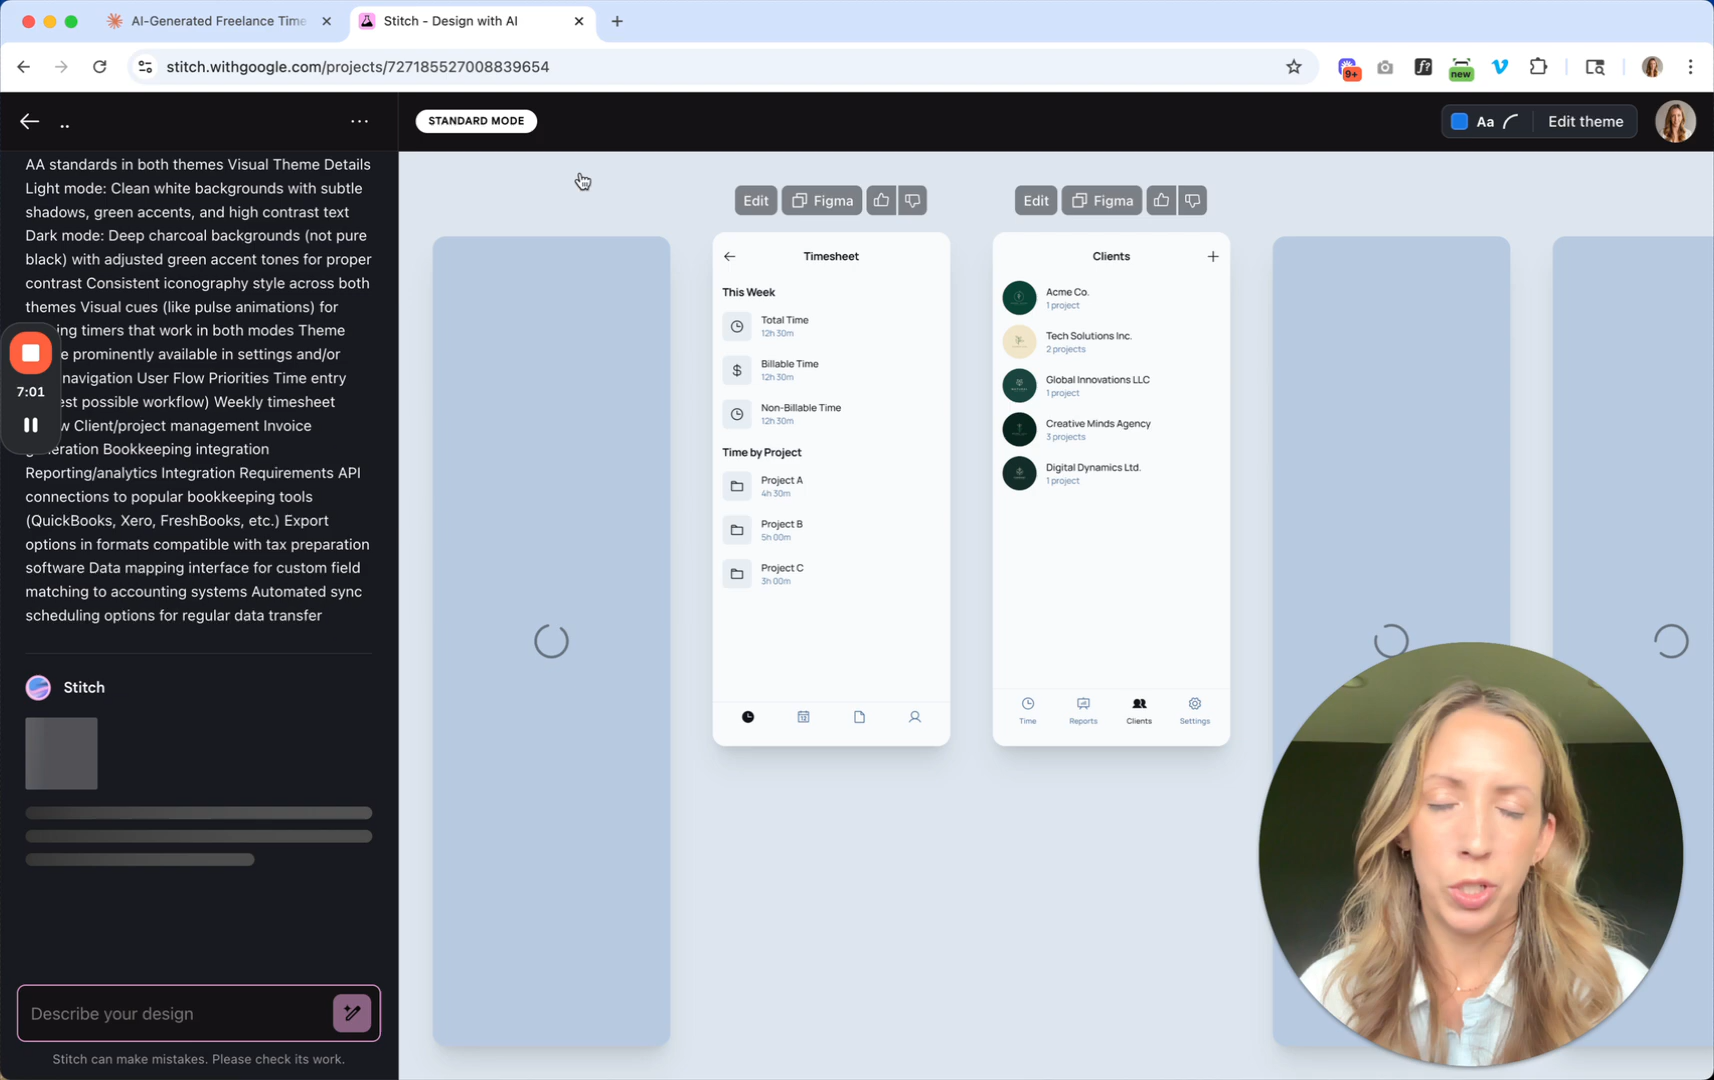 AI-Generated Freelance Time
Stitch - Design with AI
stitch.withgoogle.com/projects/727185527008839654
9+
f?
new
..
STANDARD MODE
Aa
Edit theme
AA standards in both themes Visual Theme Details
Light mode: Clean white backgrounds with subtle
shadows, green accents, and high contrast text
Dark mode: Deep charcoal backgrounds (not pure
black) with adjusted green accent tones for proper
contrast Consistent iconography style across both
themes Visual cues (like pulse animations) for
timers that work in both modes Theme
prominently available in settings and/or
navigation User Flow Priorities Time entry
possible workflow) Weekly timesheet
Client/project management Invoice
generation Bookkeeping integration
Reporting/analytics Integration Requirements API
connections to popular bookkeeping tools
(QuickBooks, Xero, FreshBooks, etc.) Export
options in formats compatible with tax preparation
software Data mapping interface for custom field
matching to accounting systems Automated sync
scheduling options for regular data transfer
7:01
Stitch
Describe your design
Stitch can make mistakes. Please check its work.
Edit
Figma
Timesheet
This Week
Total Time
12h 30m
Billable Time
12h 30m
Non-Billable Time
12h 30m
Time by Project
Project A
4h 30m
Project B
5h 00m
Project C
3h 00m
Edit
Figma
Clients
Acme Co.
1 project
Tech Solutions Inc.
2 projects
Global Innovations LLC
1 project
Creative Minds Agency
3 projects
Digital Dynamics Ltd.
1 project
Time
Reports
Clients
Settings